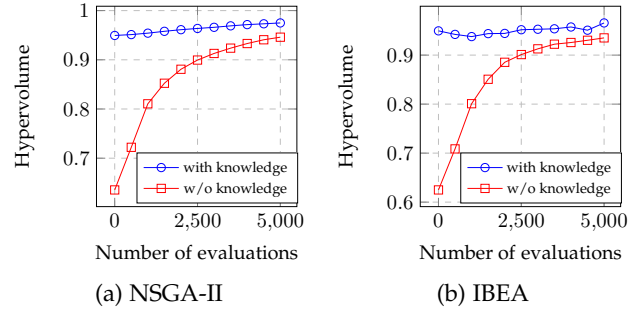 1
0.9
0.8
0.7
Hypervolume
with knowledge
w/o knowledge
0
2,500
5,000
Number of evaluations
(a) NSGA-II
0.9
0.8
0.7
0.6
Hypervolume
with knowledge
w/o knowledge
0
2,500
5,000
Number of evaluations
(b) IBEA